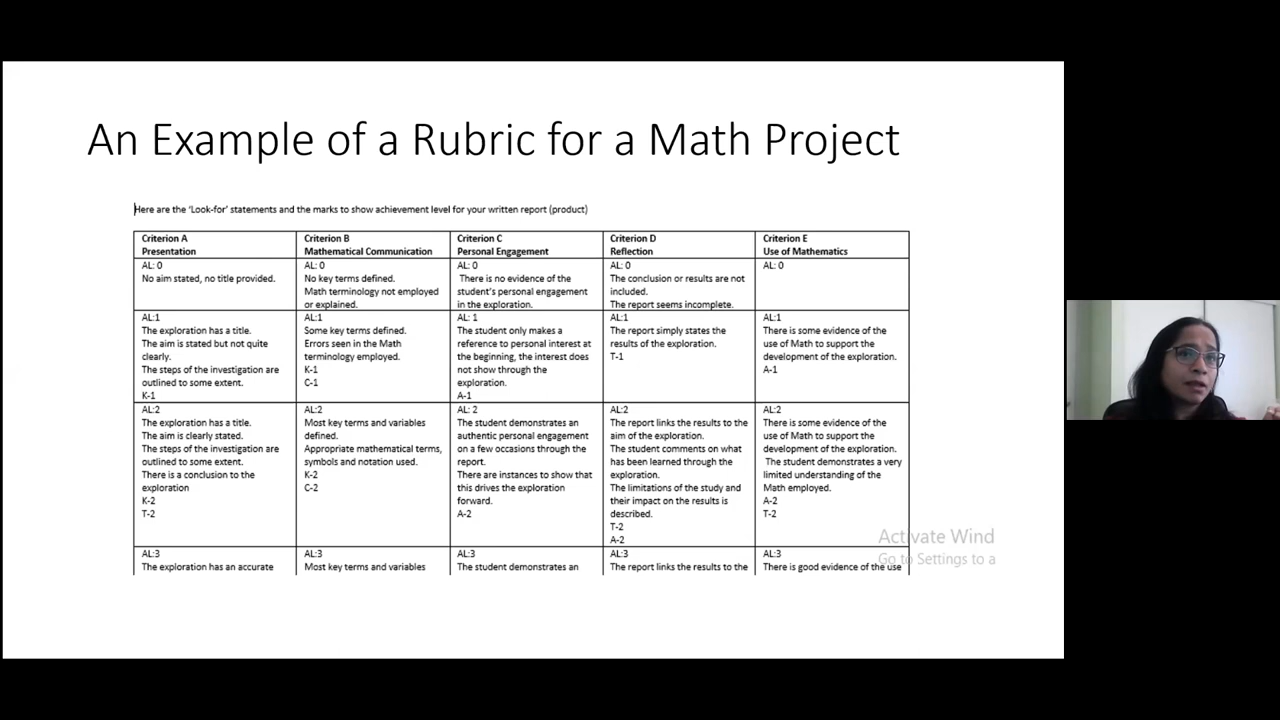 An Example of a Rubric for a Math Project
Here are the 'Look-for' statements and the marks to show achievement level for your written report (product)
Criterion A
Presentation
Criterion B
Mathematical Communication
Criterion C
Personal Engagement
Criterion D
Reflection
Criterion E
Use of Mathematics
AL: 0
No aim stated, no title provided.
AL: 0
No key terms defined.
Math terminology not employed
or explained.
AL: 0
There is no evidence of the
student's personal engagement
in the exploration.
AL: 0
The conclusion or results are not
included.
The report seems incomplete.
AL: 0
AL:1
The exploration has a title.
The aim is stated but not quite
clearly.
The steps of the investigation are
outlined to some extent.
K-1
AL:1
Some key terms defined.
Errors seen in the Math
terminology employed.
K-1
C-1
AL: 1
The student only makes a
reference to personal interest at
the beginning, the interest does
not show through the
exploration.
A-1
AL:1
The report simply states the
results of the exploration.
T-1
AL:1
There is some evidence of the
use of Math to support the
development of the exploration.
A-1
AL:2
The exploration has a title.
The aim is clearly stated.
The steps of the investigation are
outlined to some extent.
There is a conclusion to the
exploration
K-2
T-2
AL:2
Most key terms and variables
defined.
Appropriate mathematical terms,
symbols and notation used.
K-2
C-2
AL: 2
The student demonstrates an
authentic personal engagement
on a few occasions through the
report.
There are instances to show that
this drives the exploration
forward.
A-2
AL:2
The report links the results to the
aim of the exploration.
The student comments on what
has been learned through the
exploration.
The limitations of the study and
their impact on the results is
described.
T-2
A-2
AL:2
There is some evidence of the
use of Math to support the
development of the exploration.
The student demonstrates a very
limited understanding of the
Math employed.
A-2
T-2
AL:3
The exploration has an accurate
AL:3
Most key terms and variables
AL:3
The student demonstrates an
AL:3
The report links the results to the
AL:3
There is good evidence of the use
Activate Wind
Go to Settings to a